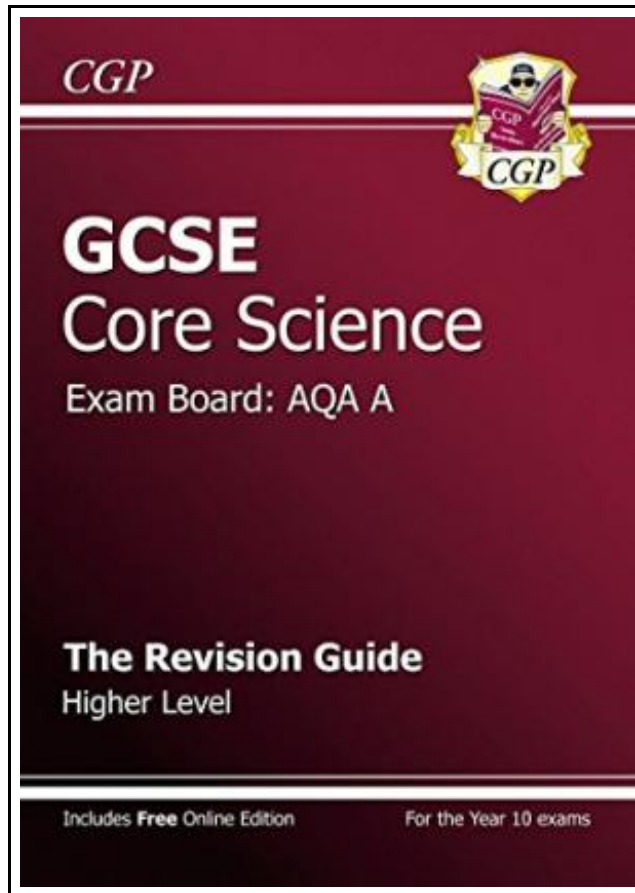 CGP
CGP
CGP
GCSE
Core Science
Exam Board: AQA A
The Revision Guide
Higher Level
Includes Free Online Edition
For the Year 10 exams